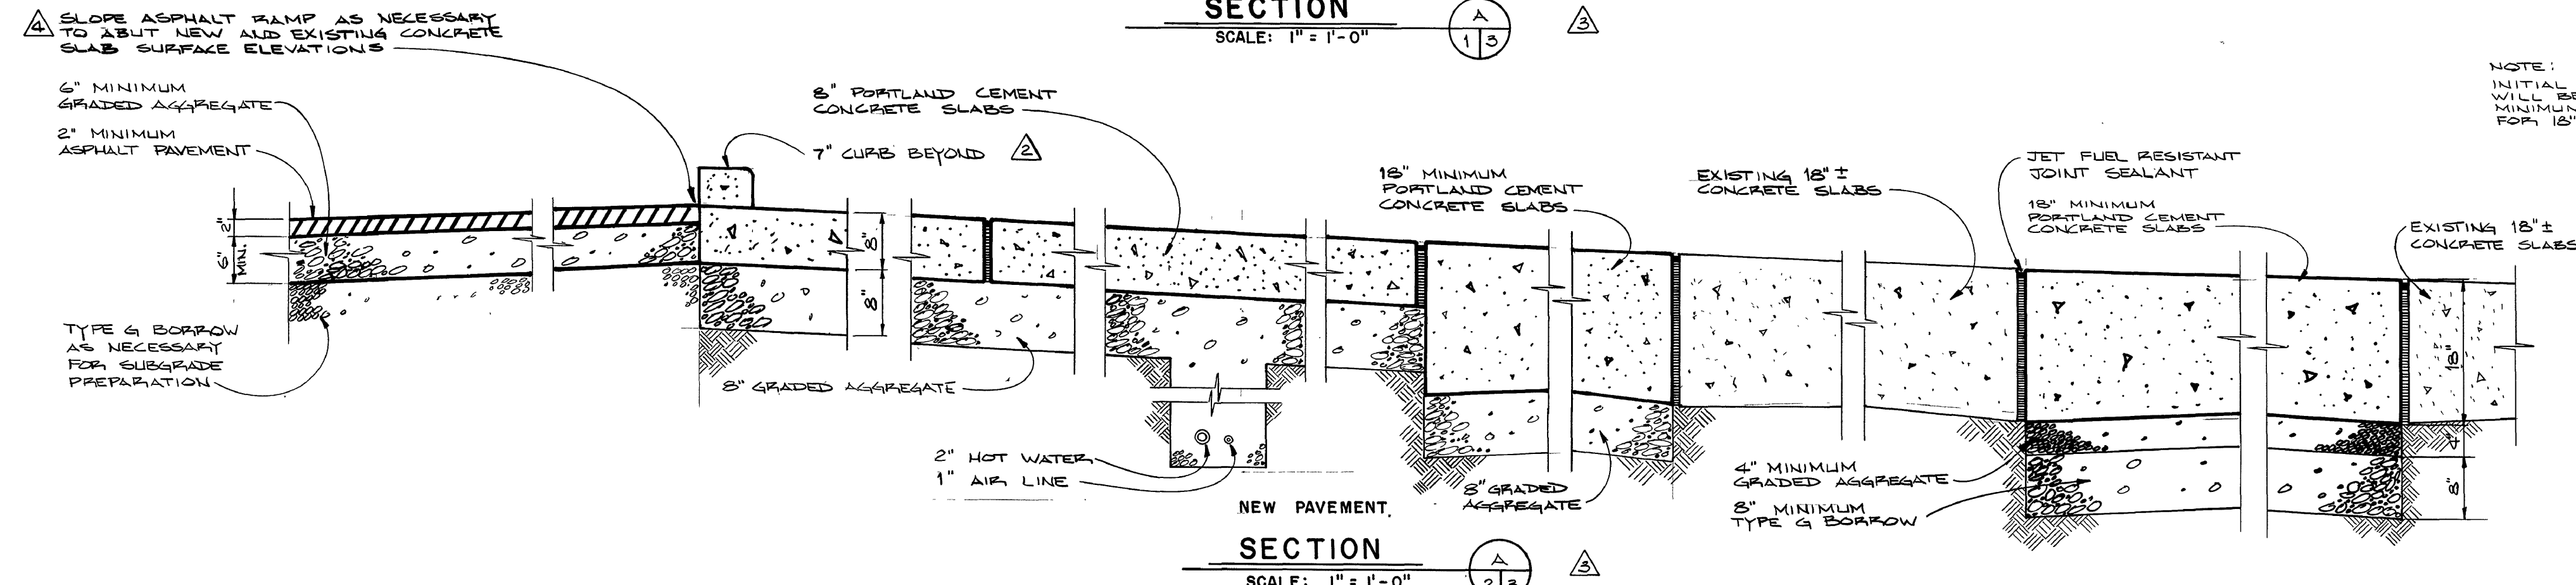 SECTION
SCALE: 1" = 1'-0"
A
1 3
3
4
SLOPE ASPHALT RAMP AS NECESSARY
TO ABUT NEW AND EXISTING CONCRETE
SLAB SURFACE ELEVATIONS
6" MINIMUM
GRADED AGGREGATE
2" MINIMUM
ASPHALT PAVEMENT
2"
6"
MIN.
TYPE G BORROW
AS NECESSARY
FOR SUBGRADE
PREPARATION
8" PORTLAND CEMENT
CONCRETE SLABS
7" CURB BEYOND
2
8"
8"
8" GRADED AGGREGATE
2" HOT WATER
1" AIR LINE
18" MINIMUM
PORTLAND CEMENT
CONCRETE SLABS
8" GRADED
AGGREGATE
EXISTING 18" ±
CONCRETE SLABS
JET FUEL RESISTANT
JOINT SEALANT
18" MINIMUM
PORTLAND CEMENT
CONCRETE SLABS
EXISTING 18" ±
CONCRETE SLABS
18"
4"
8"
4" MINIMUM
GRADED AGGREGATE
8" MINIMUM
TYPE G BORROW
NOTE:
INITIAL
WILL BE
MINIMUM
FOR 18"
NEW PAVEMENT.
SECTION
SCALE: 1" = 1'-0"
A
2 3
3